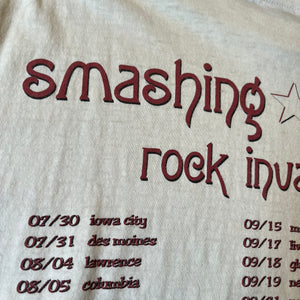 smashing
rock
07/30 iowa city
07/31 des moines
08/04 lawrence
08/05 columbia
09/15
09/17
09/18
09/19